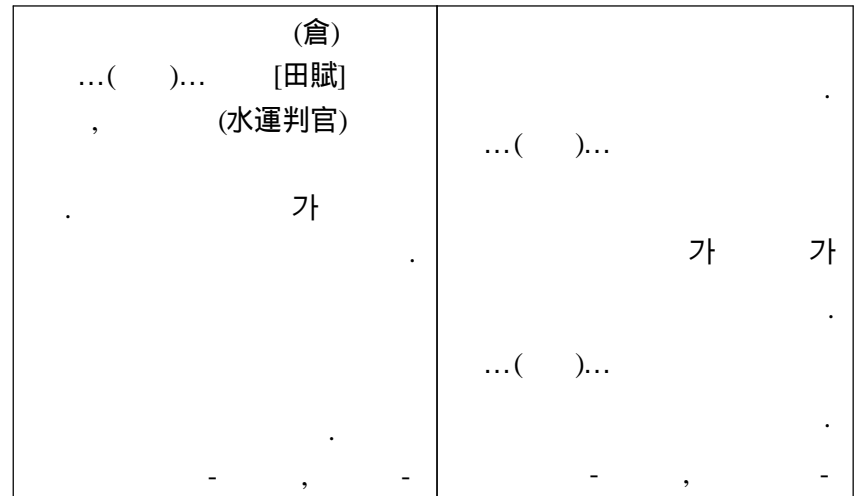 (倉)
…( )… [田賦]
, (水運判官)
. 가
.
.
- , -
.
…( )…
가 가
.
…( )…
.
- , -